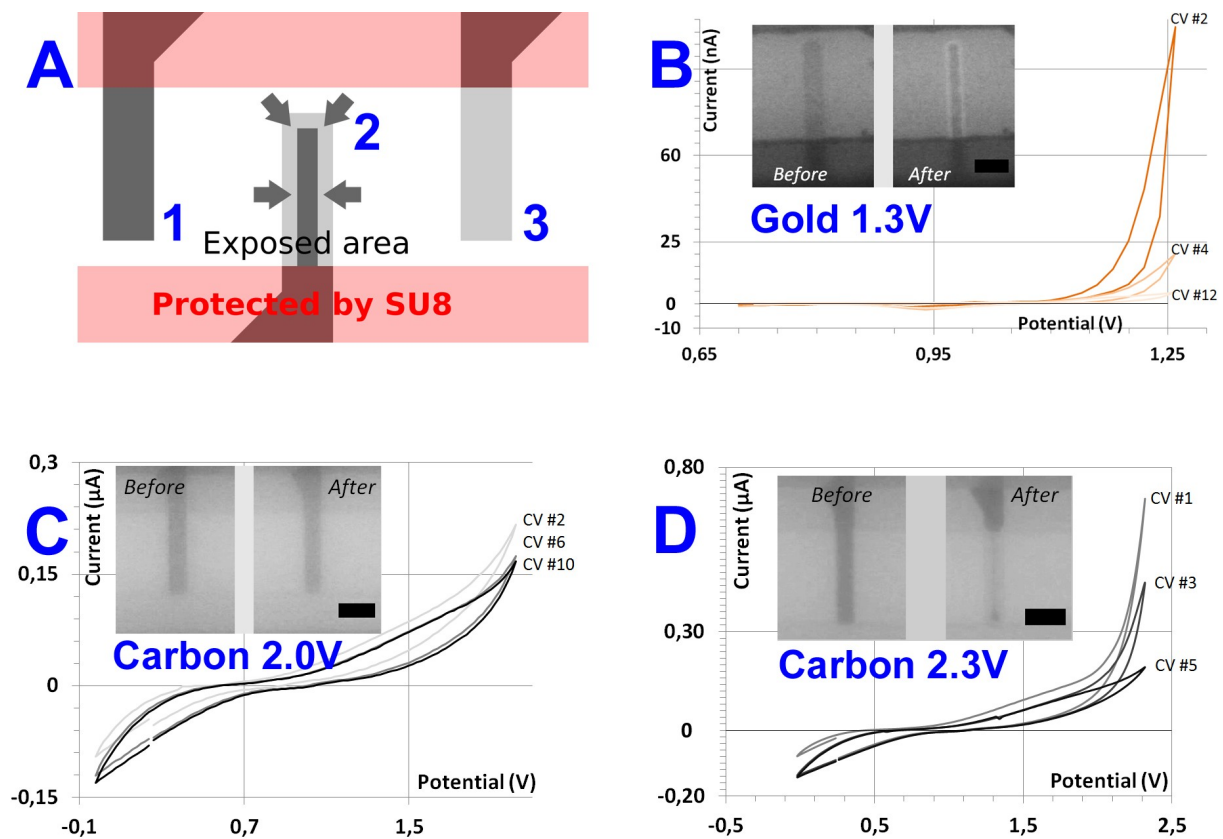 A
1
2
3
Exposed area
Protected by SU8
B
Current (nA)
60
25
0
-10
Before
After
Gold 1.3V
CV #2
CV #4
CV #12
Potential (V)
0,65
0,95
1,25
C
Current (µA)
0,3
0,15
0
-0,15
Before
After
Carbon 2.0V
CV #2
CV #6
CV #10
Potential (V)
-0,1
0,7
1,5
D
Current (µA)
0,80
0,30
0
-0,20
Before
After
Carbon 2.3V
CV #1
CV #3
CV #5
Potential (V)
-0,5
0,5
1,5
2,5